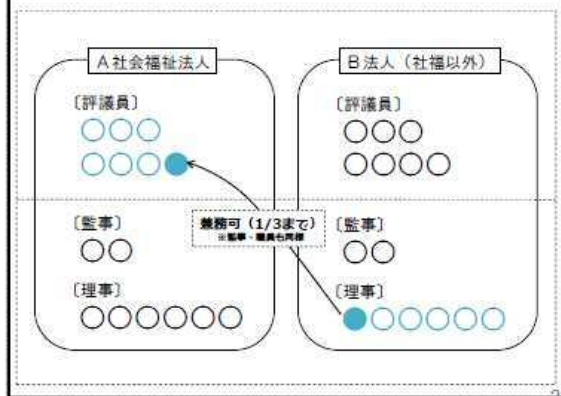 A社会福祉法人
B法人（社福以外）
〔評議員〕
〔評議員〕
兼務可（1/3まで）
※監事・職員も同様
〔監事〕
〔監事〕
〔理事〕
〔理事〕